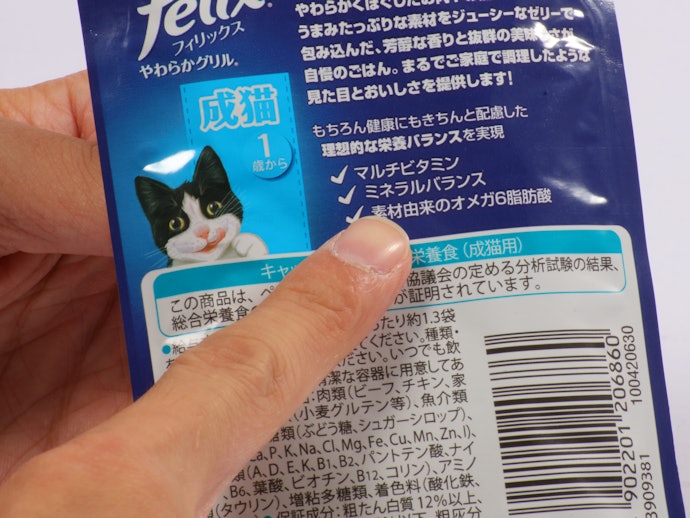 felix
フィリックス
やわらかグリル
うまみたっぷりな素材をジューシーなゼリーで
包み込んだ、芳醇な香りと抜群の美味
自慢のごはん。まるでご家庭で調理したような
見た目とおいしさを提供します!
成猫
1
歳から
もちろん健康にもきちんと配慮した
理想的な栄養バランスを実現
マルチビタミン
ミネラルバランス
素材由来のオメガ6脂肪酸
キャッ 栄養食(成猫用)
この商品は、ペ 協議会の定める分析試験の結果、
総合栄養食の が証明されています。
●給与 たり約1.3袋
ください。種類・
ださい。いつでも飲
清潔な容器に用意してあ
肉類(ビーフ、チキン、家
(小麦グルテン等)、魚介類
糖類(ぶどう糖、シュガーシロップ)、
Ca, P, K, Na, Cl, Mg, Fe, Cu, Mn, Zn, I)、
(A、D、E、K、B1、B2、パントテン酸、ナイ
B6、葉酸、ビオチン、B12、コリン)、アミノ
(タウリン)、増粘多糖類、着色料(酸化鉄、
●保証成分:粗たん白質12%以上、
902201 206860
100420630
3909381